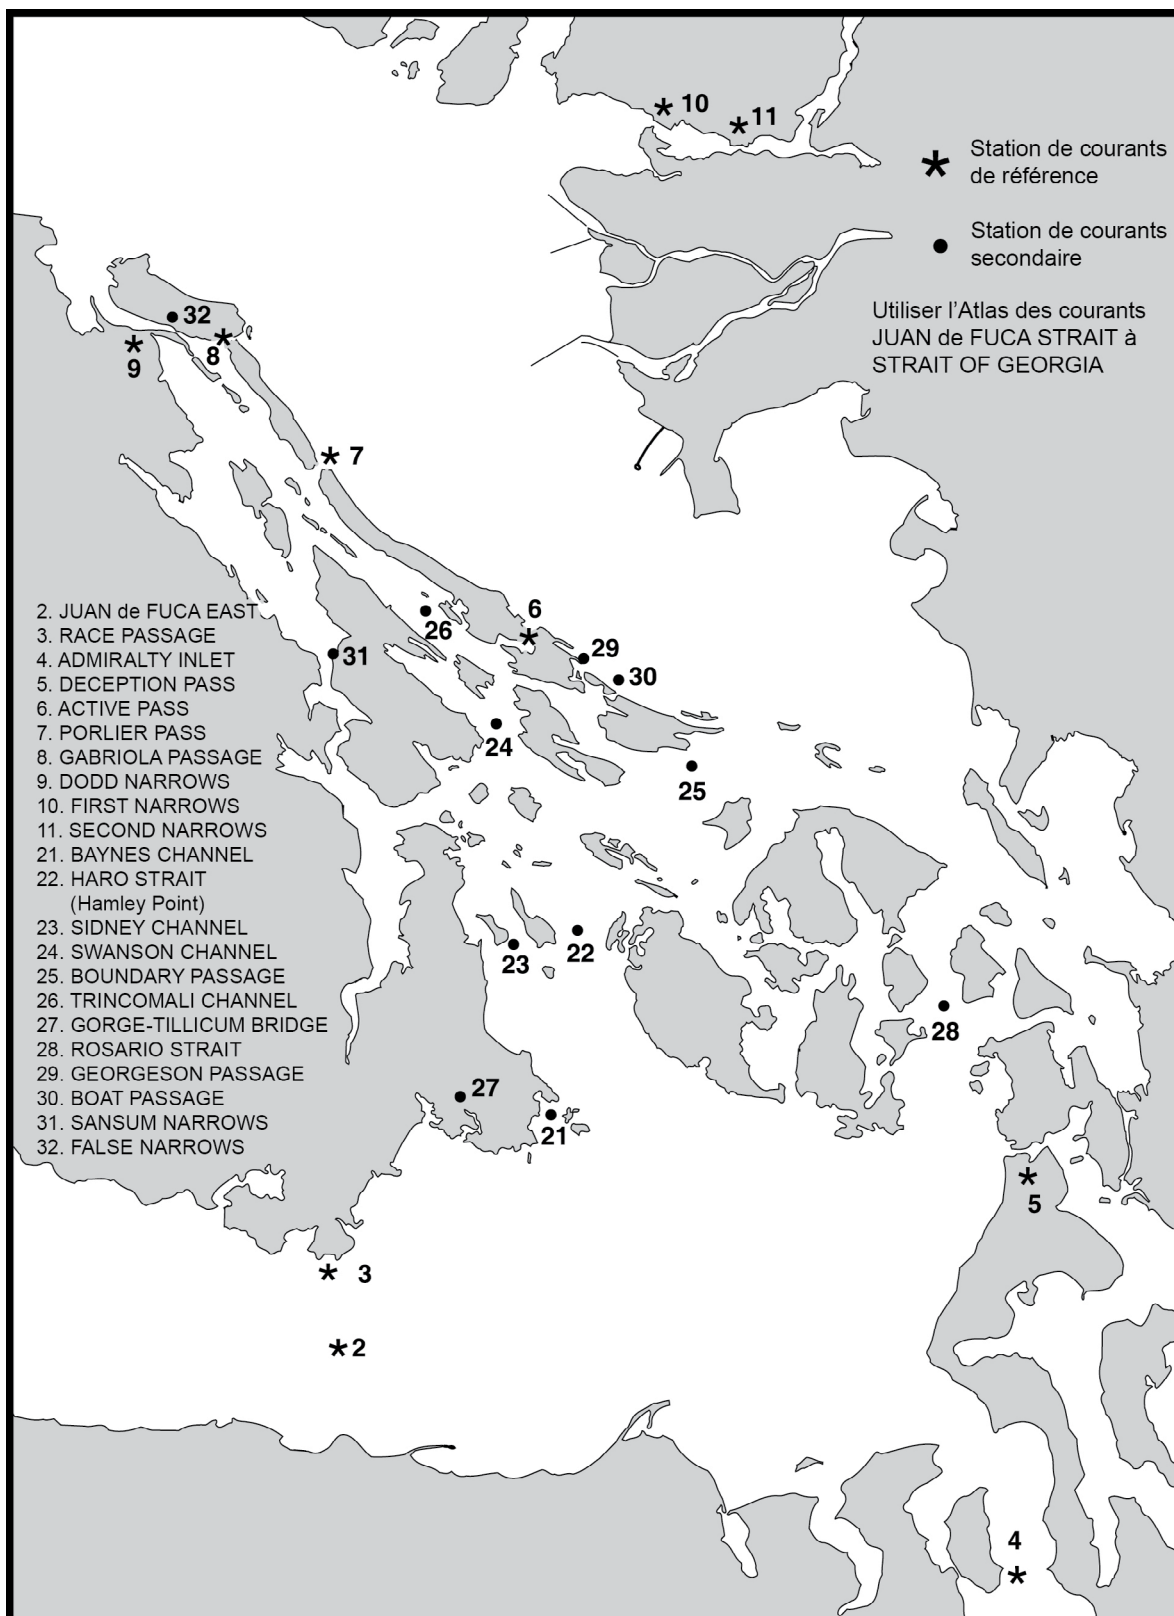 10
11
Station de courants
de référence
Station de courants
secondaire
Utiliser l'Atlas des courants
JUAN de FUCA STRAIT à
STRAIT OF GEORGIA
32
8
9
7
6
26
29
31
30
24
25
2. JUAN de FUCA EAST
3. RACE PASSAGE
4. ADMIRALTY INLET
5. DECEPTION PASS
6. ACTIVE PASS
7. PORLIER PASS
8. GABRIOLA PASSAGE
9. DODD NARROWS
10. FIRST NARROWS
11. SECOND NARROWS
21. BAYNES CHANNEL
22. HARO STRAIT
(Hamley Point)
23. SIDNEY CHANNEL
24. SWANSON CHANNEL
25. BOUNDARY PASSAGE
26. TRINCOMALI CHANNEL
27. GORGE-TILLICUM BRIDGE
28. ROSARIO STRAIT
29. GEORGESON PASSAGE
30. BOAT PASSAGE
31. SANSUM NARROWS
32. FALSE NARROWS
22
23
28
27
21
5
3
2
4